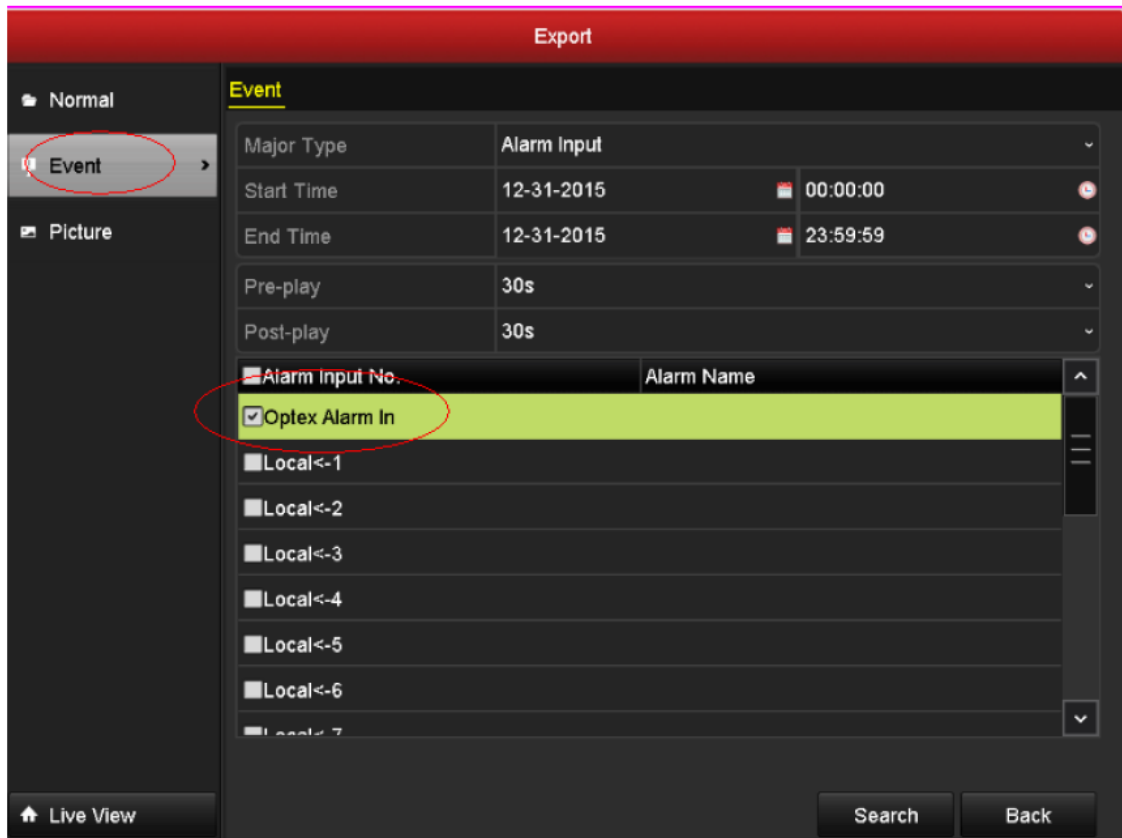 Export
Normal
Event
Picture
Live View
Event
Major Type Alarm Input
Start Time 12-31-2015 00:00:00
End Time 12-31-2015 23:59:59
Pre-play 30s
Post-play 30s
Alarm Input No. Alarm Name
Optex Alarm In
Local<-1
Local<-2
Local<-3
Local<-4
Local<-5
Local<-6
Local<-7
Search Back